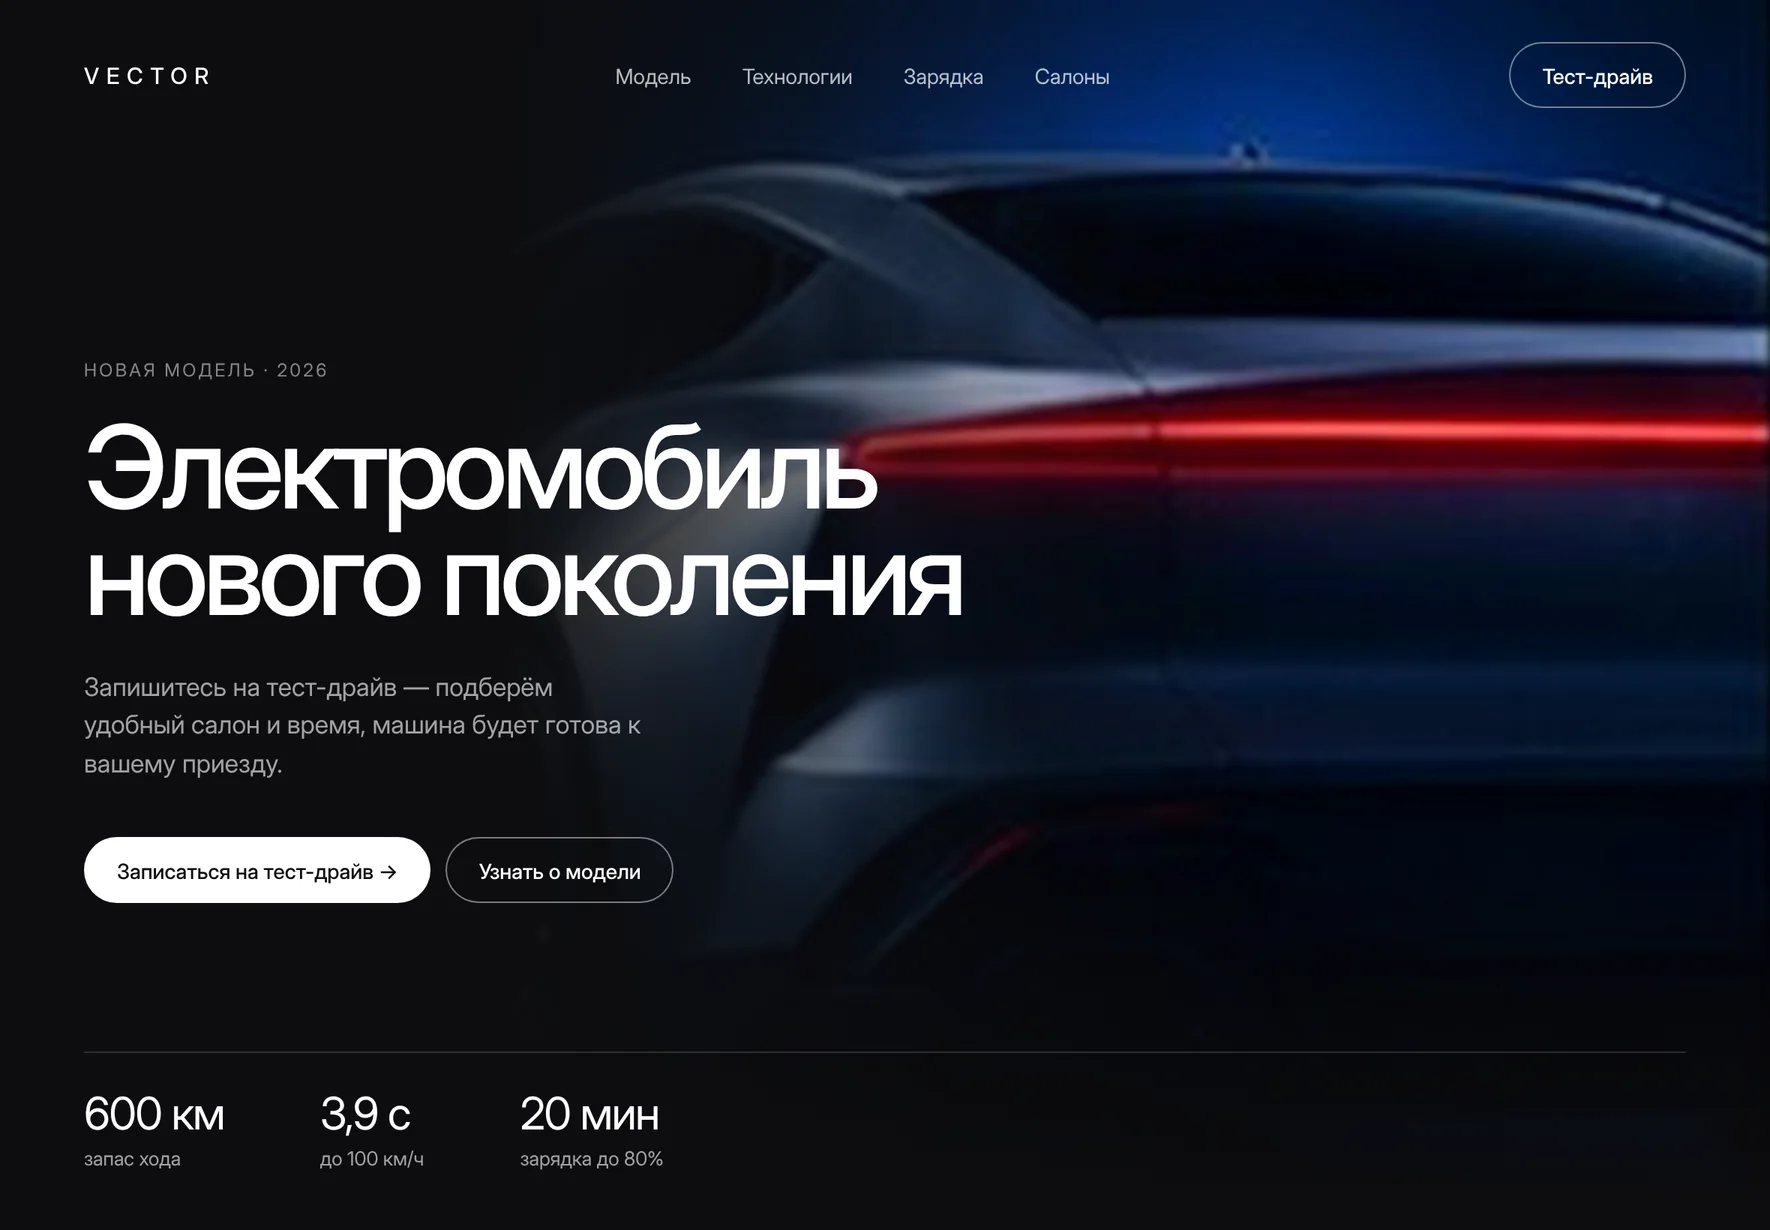 VECTOR
Модель
Технологии
Зарядка
Салоны
Тест-драйв
НОВАЯ МОДЕЛЬ · 2026
Электромобиль
нового поколения
Запишитесь на тест-драйв — подберём
удобный салон и время, машина будет готова к
вашему приезду.
Записаться на тест-драйв →
Узнать о модели
600 км
запас хода
3,9 с
до 100 км/ч
20 мин
зарядка до 80%